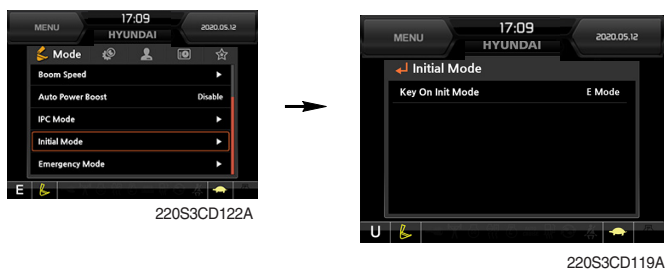 MENU 17:09 2020.05.12
HYUNDAI
Mode
Boom Speed
Auto Power Boost Disable
IPC Mode
Initial Mode
Emergency Mode
E
220S3CD122A
MENU 17:09 2020.05.12
HYUNDAI
Initial Mode
Key On Init Mode E Mode
U
220S3CD119A